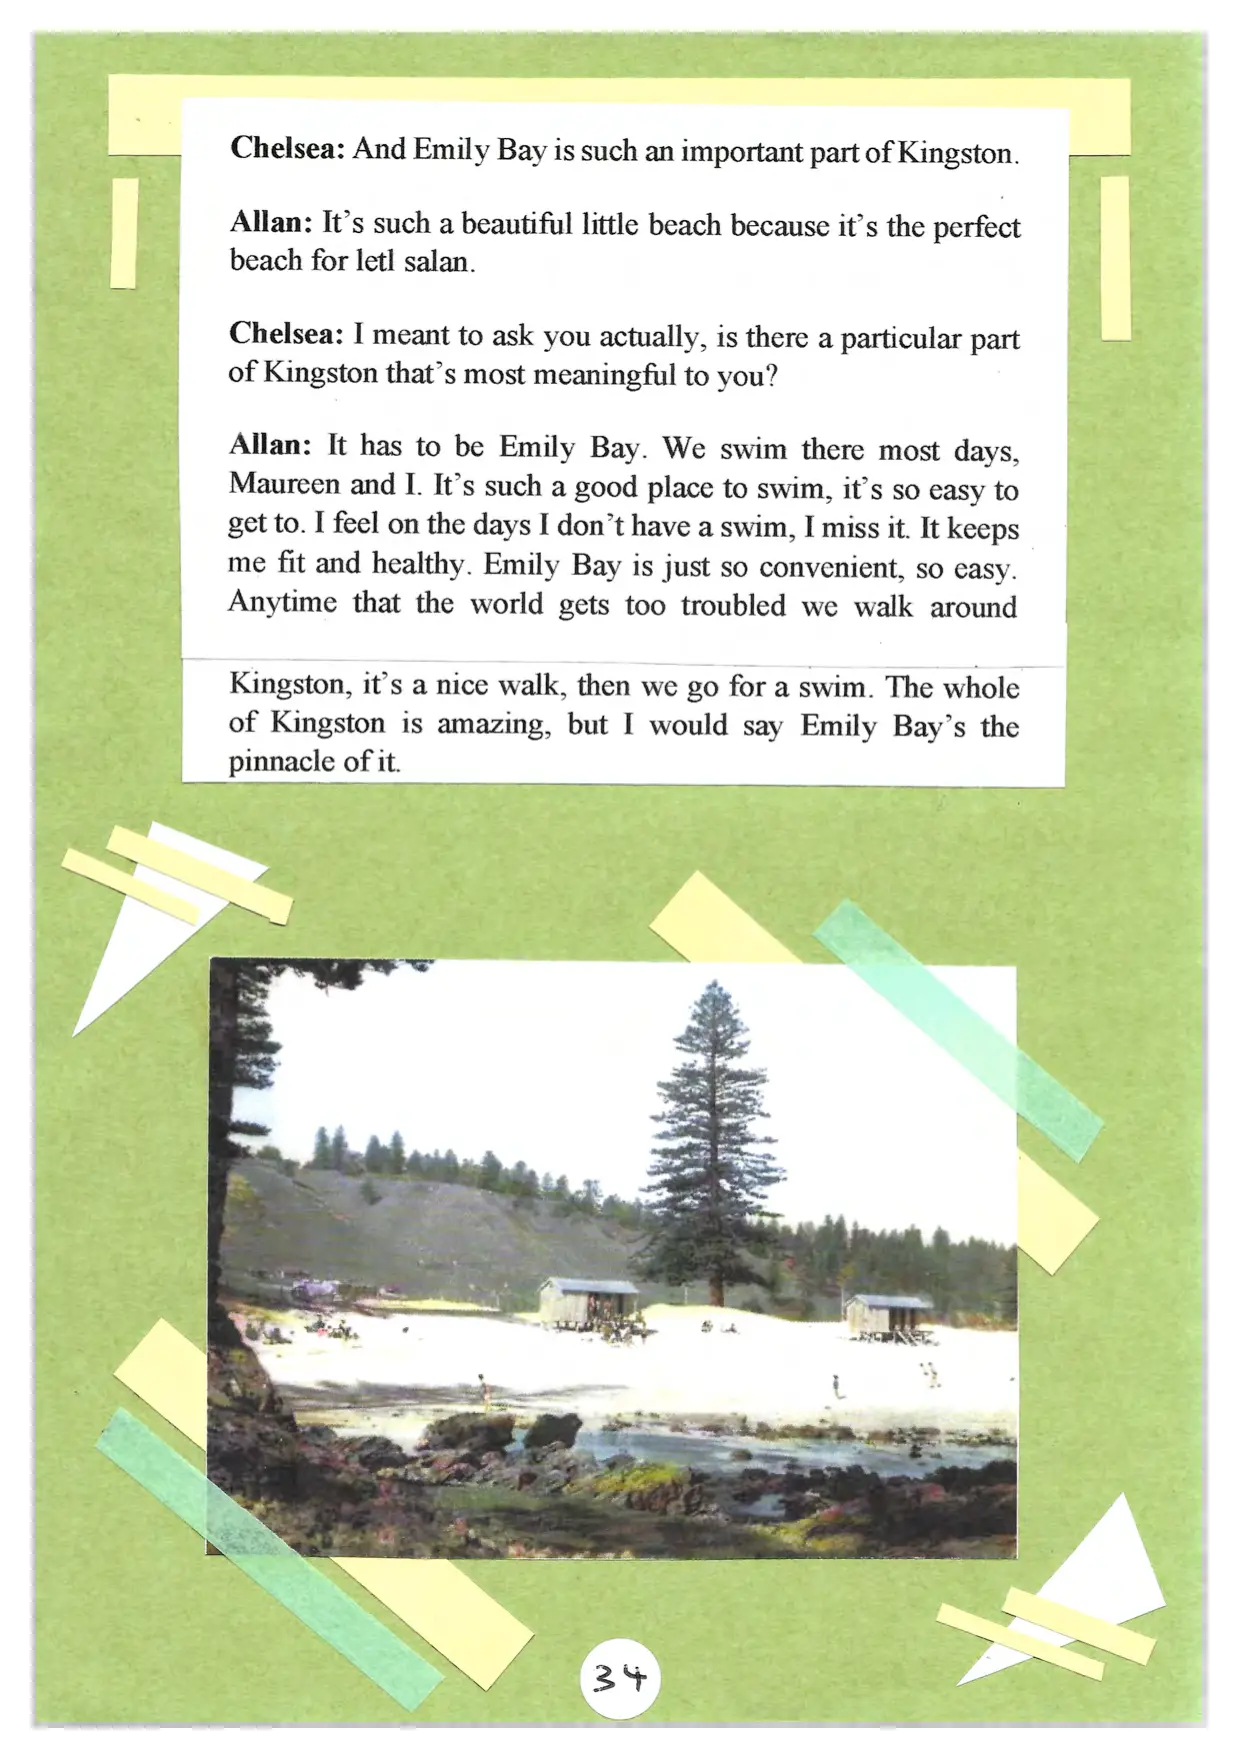 Chelsea: And Emily Bay is such an important part of Kingston.
Allan: It's such a beautiful little beach because it's the perfect
beach for letl salan.
Chelsea: I meant to ask you actually, is there a particular part
of Kingston that's most meaningful to you?
Allan: It has to be Emily Bay. We swim there most days,
Maureen and I. It's such a good place to swim, it's so easy to
get to. I feel on the days I don't have a swim, I miss it. It keeps
me fit and healthy. Emily Bay is just so convenient, so easy.
Anytime that the world gets too troubled we walk around
Kingston, it's a nice walk, then we go for a swim. The whole
of Kingston is amazing, but I would say Emily Bay's the
pinnacle of it.
34